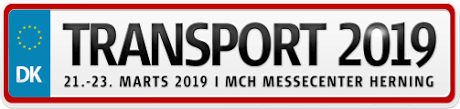 TRANSPORT 2019
DK
21.-23. MARTS 2019 I MCH MESSECENTER HERNING